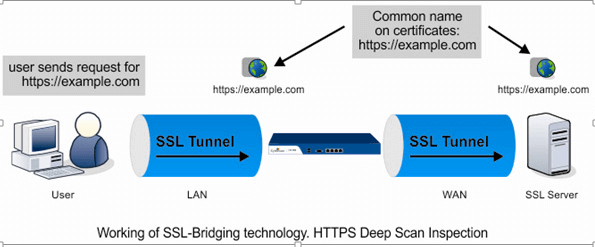 Common name
on certificates:
https://example.com
user sends request for
https://example.com
https://example.com
https://example.com
SSL Tunnel
SSL Tunnel
User
LAN
WAN
SSL Server
Working of SSL-Bridging technology. HTTPS Deep Scan Inspection